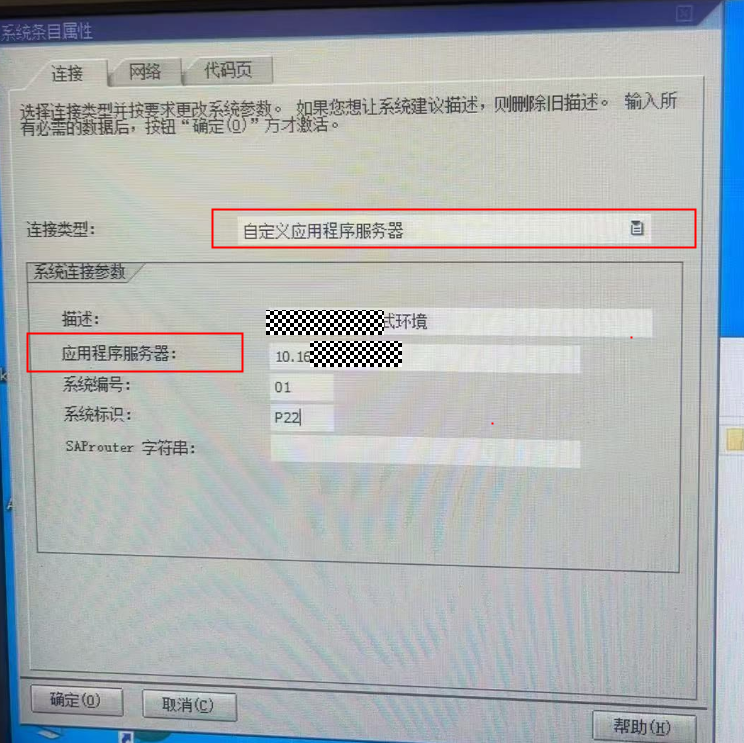 系统条目属性
连接 网络 代码页
选择连接类型并按要求更改系统参数。 如果您想让系统建议描述，则删除旧描述。 输入所
有必需的数据后，按钮“确定(O)”方才激活。
连接类型: 自定义应用程序服务器
系统连接参数
描述: 式环境
应用程序服务器: 10.16
系统编号: 01
系统标识: P22
SAProuter 字符串:
确定(O) 取消(C)
帮助(H)